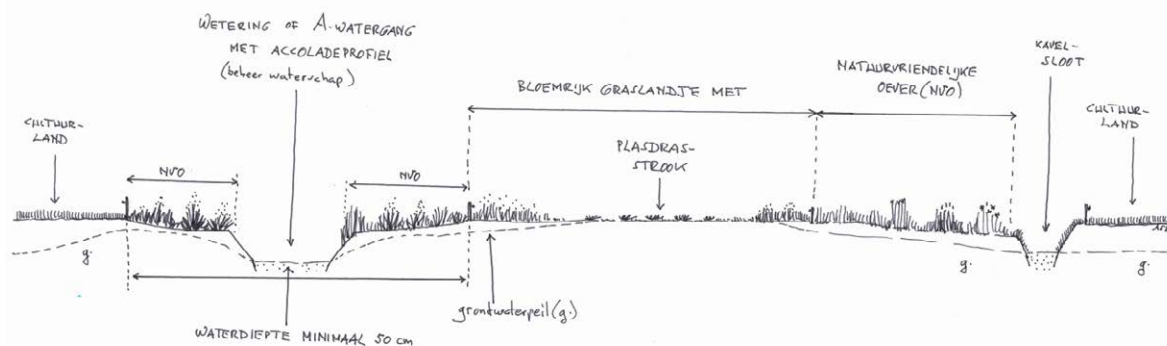 WETERING OF A-WATERGANG
MET ACCOLADEPROFIEL
(beheer waterschap)
CULTUUR-
LAND
NVO
NVO
BLOEMRIJK GRASLANDJE MET
PLASDRAS-
STROOK
NATUURVRIENDELIJKE
OEVER (NVO)
KAVEL-
SLOOT
CULTUUR-
LAND
g.
g.
g.
grontwaterpeil (g.)
WATERDIEPTE MINIMAAL 50 cm